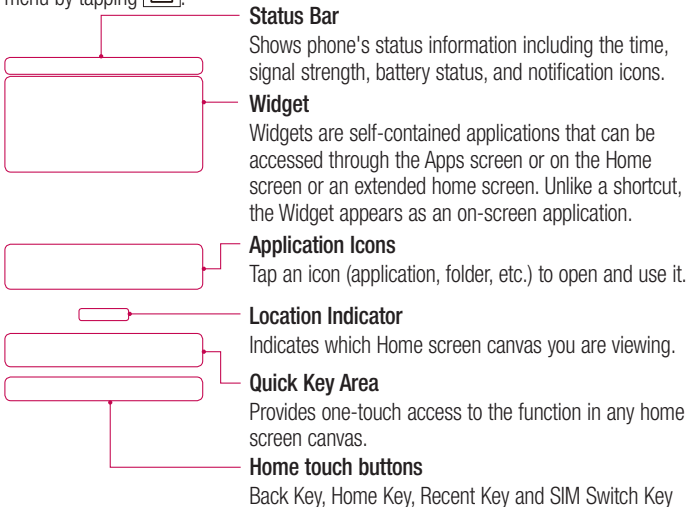 menu by tapping
Status Bar
Shows phone's status information including the time,
signal strength, battery status, and notification icons.
Widget
Widgets are self-contained applications that can be
accessed through the Apps screen or on the Home
screen or an extended home screen. Unlike a shortcut,
the Widget appears as an on-screen application.
Application Icons
Tap an icon (application, folder, etc.) to open and use it.
Location Indicator
Indicates which Home screen canvas you are viewing.
Quick Key Area
Provides one-touch access to the function in any home
screen canvas.
Home touch buttons
Back Key, Home Key, Recent Key and SIM Switch Key